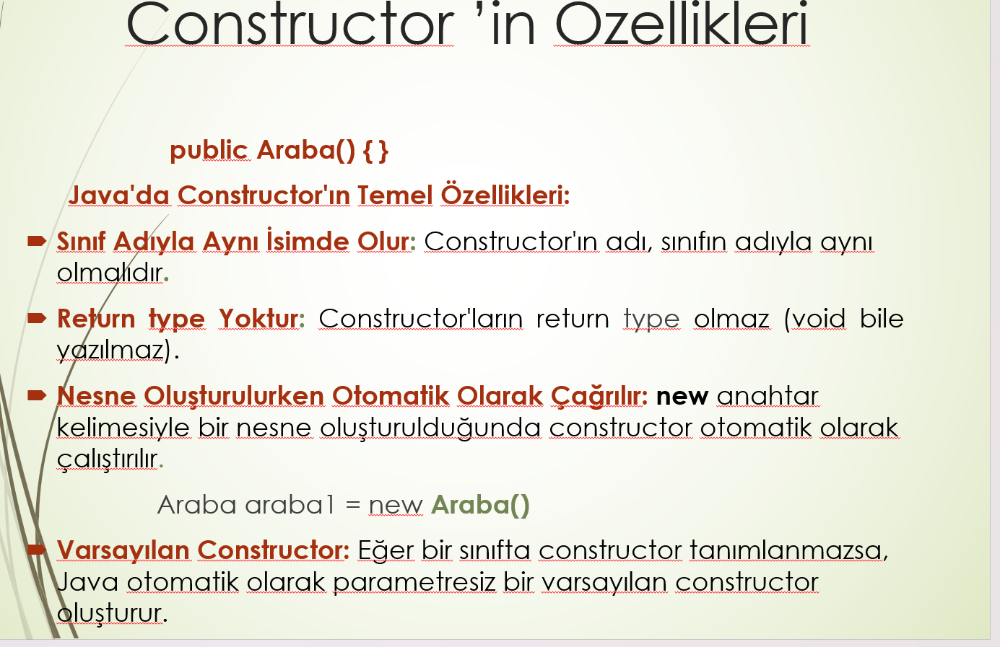 Constructor ’in Özellikleri
public Araba() { }
Java'da Constructor'ın Temel Özellikleri:
Sınıf Adıyla Aynı İsimde Olur: Constructor'ın adı, sınıfın adıyla aynı
olmalıdır.
Return type Yoktur: Constructor'ların return type olmaz (void bile
yazılmaz).
Nesne Oluşturulurken Otomatik Olarak Çağrılır: new anahtar
kelimesiyle bir nesne oluşturulduğunda constructor otomatik olarak
çalıştırılır.
Araba araba1 = new Araba()
Varsayılan Constructor: Eğer bir sınıfta constructor tanımlanmazsa,
Java otomatik olarak parametresiz bir varsayılan constructor
oluşturur.